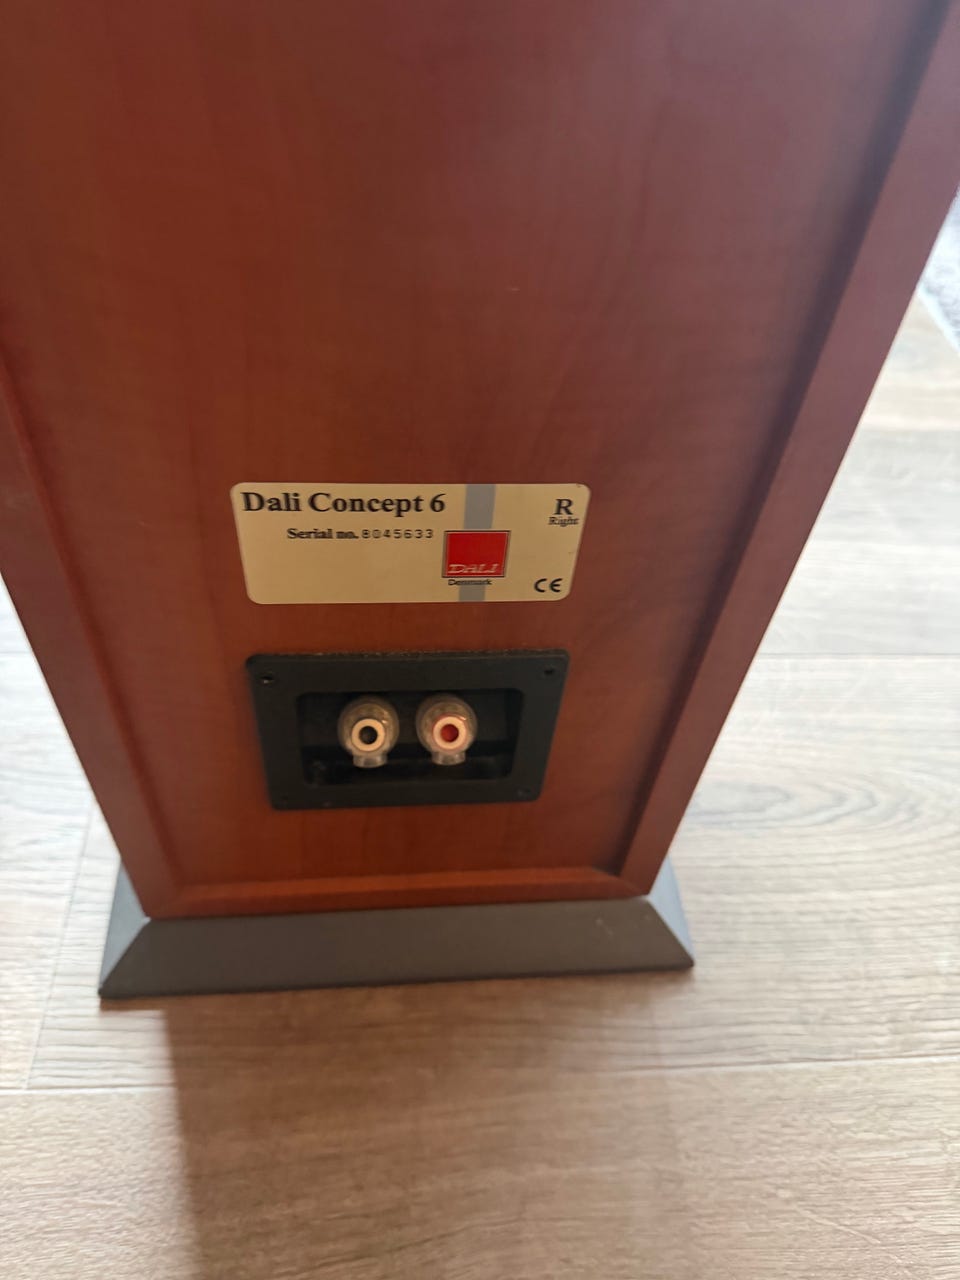 Dali Concept 6
R
Right
Serial no. 8045633
DALI
Denmark
CE